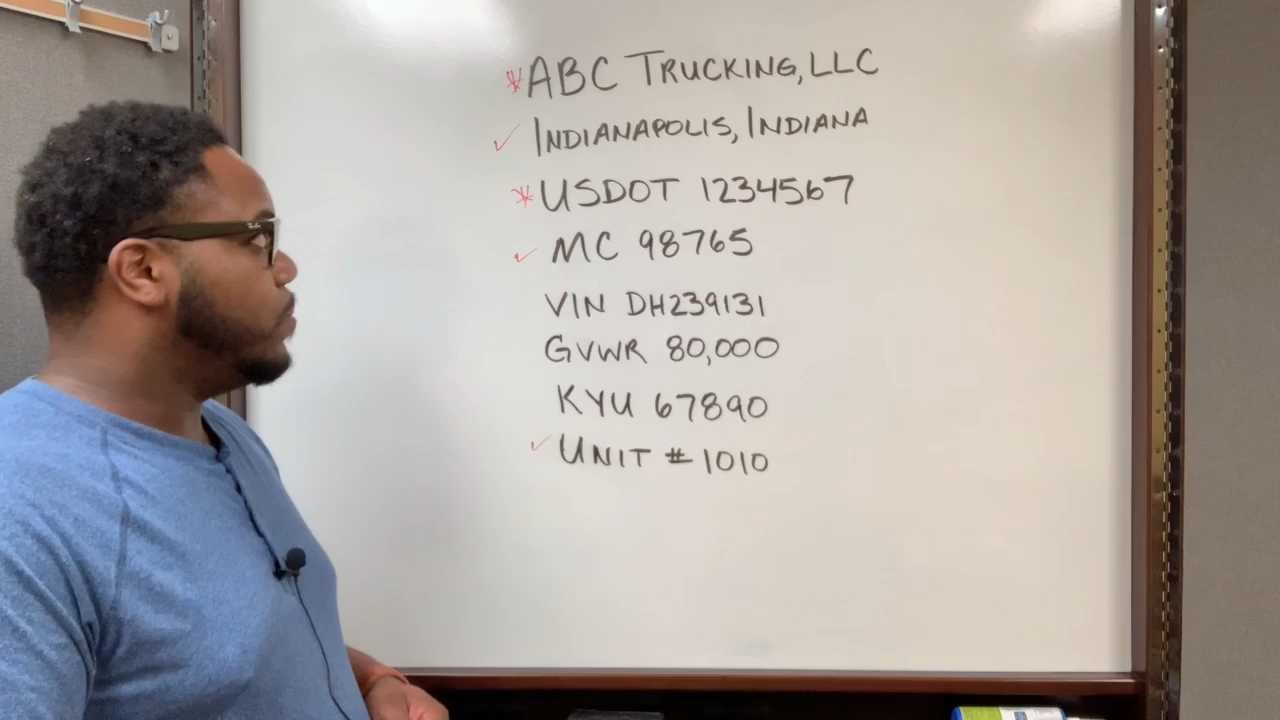 *ABC TRUCKING, LLC
✓ INDIANAPOLIS, INDIANA
*USDOT 1234567
✓ MC 98765
VIN DH239131
GVWR 80,000
KYU 67890
✓ UNIT # 1010